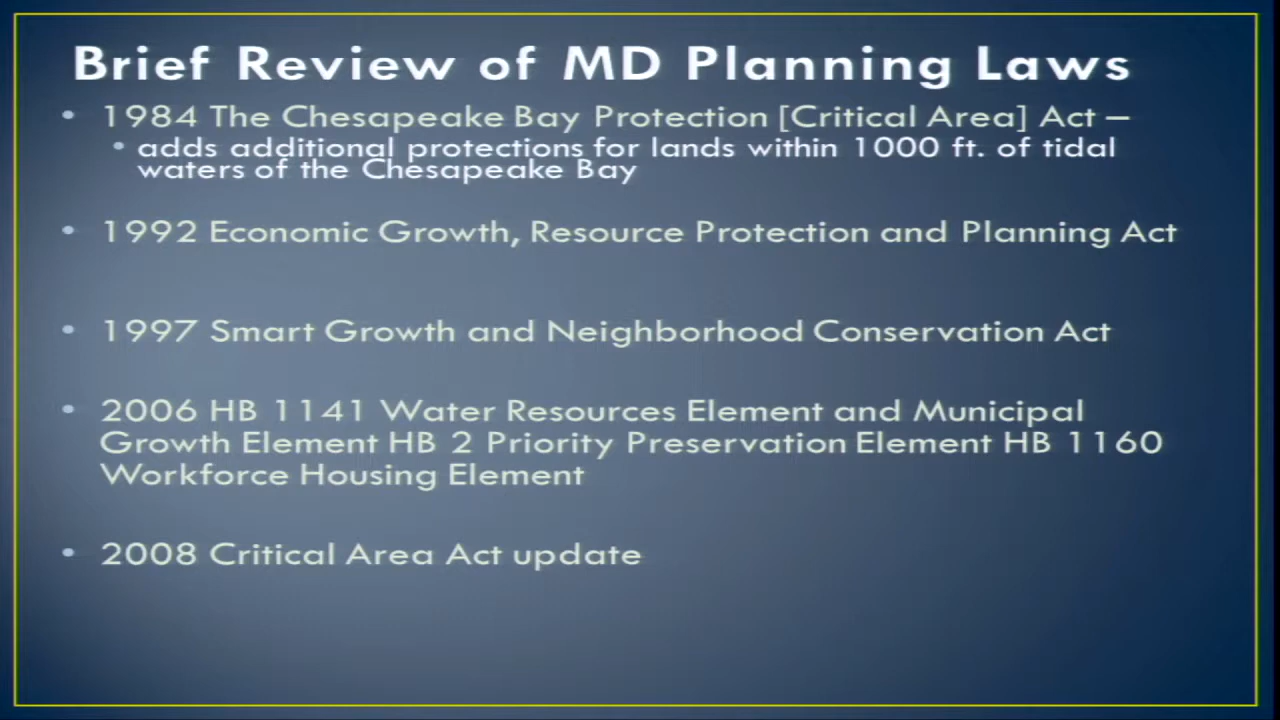 Brief Review of MD Planning Laws
• 1984 The Chesapeake Bay Protection [Critical Area] Act –
• adds additional protections for lands within 1000 ft. of tidal
waters of the Chesapeake Bay
• 1992 Economic Growth, Resource Protection and Planning Act
• 1997 Smart Growth and Neighborhood Conservation Act
• 2006 HB 1141 Water Resources Element and Municipal
Growth Element HB 2 Priority Preservation Element HB 1160
Workforce Housing Element
• 2008 Critical Area Act update